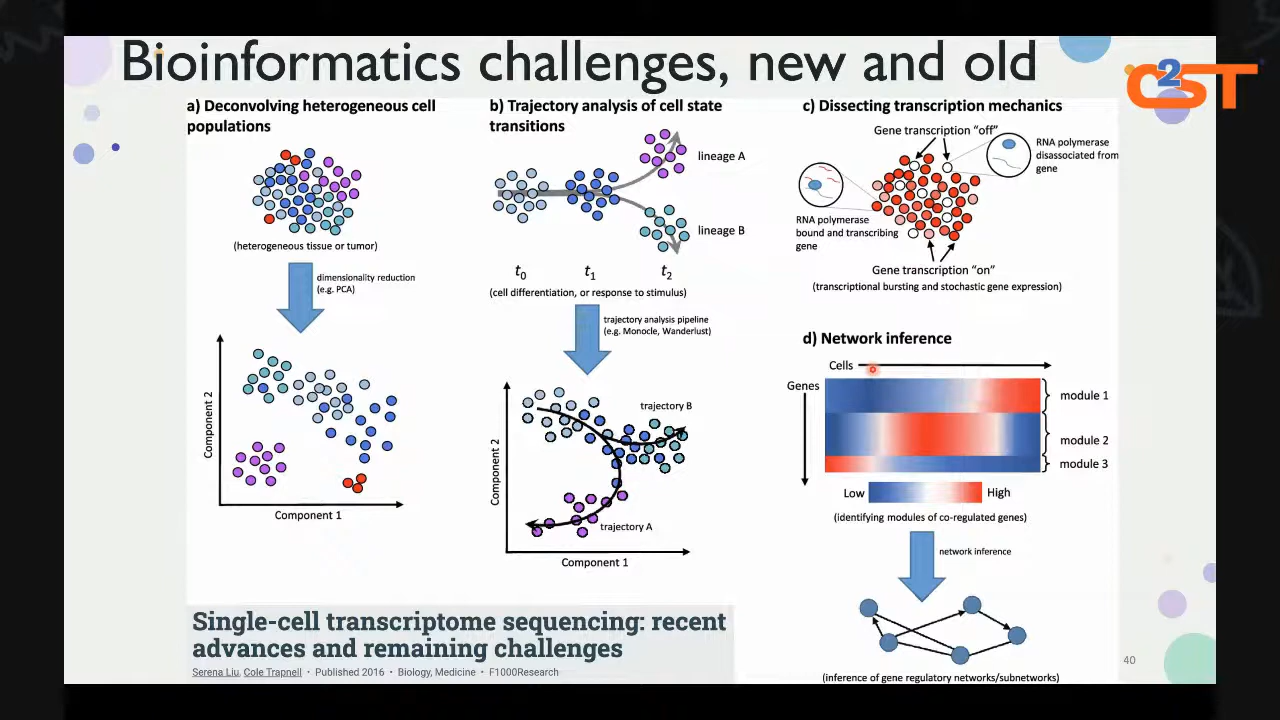 Bioinformatics challenges, new and old
C2ST
a) Deconvolving heterogeneous cell
populations
(heterogeneous tissue or tumor)
dimensionality reduction
(e.g. PCA)
Component 2
Component 1
b) Trajectory analysis of cell state
transitions
lineage A
lineage B
t0 t1 t2
(cell differentiation, or response to stimulus)
trajectory analysis pipeline
(e.g. Monocle, Wanderlust)
trajectory B
trajectory A
Component 2
Component 1
c) Dissecting transcription mechanics
Gene transcription “off”
RNA polymerase
disassociated from
gene
RNA polymerase
bound and transcribing
gene
Gene transcription “on”
(transcriptional bursting and stochastic gene expression)
d) Network inference
Cells
Genes
module 1
module 2
module 3
Low High
(identifying modules of co-regulated genes)
network inference
(inference of gene regulatory networks/subnetworks)
Single-cell transcriptome sequencing: recent
advances and remaining challenges
Serena Liu, Cole Trapnell • Published 2016 • Biology, Medicine • F1000Research
40